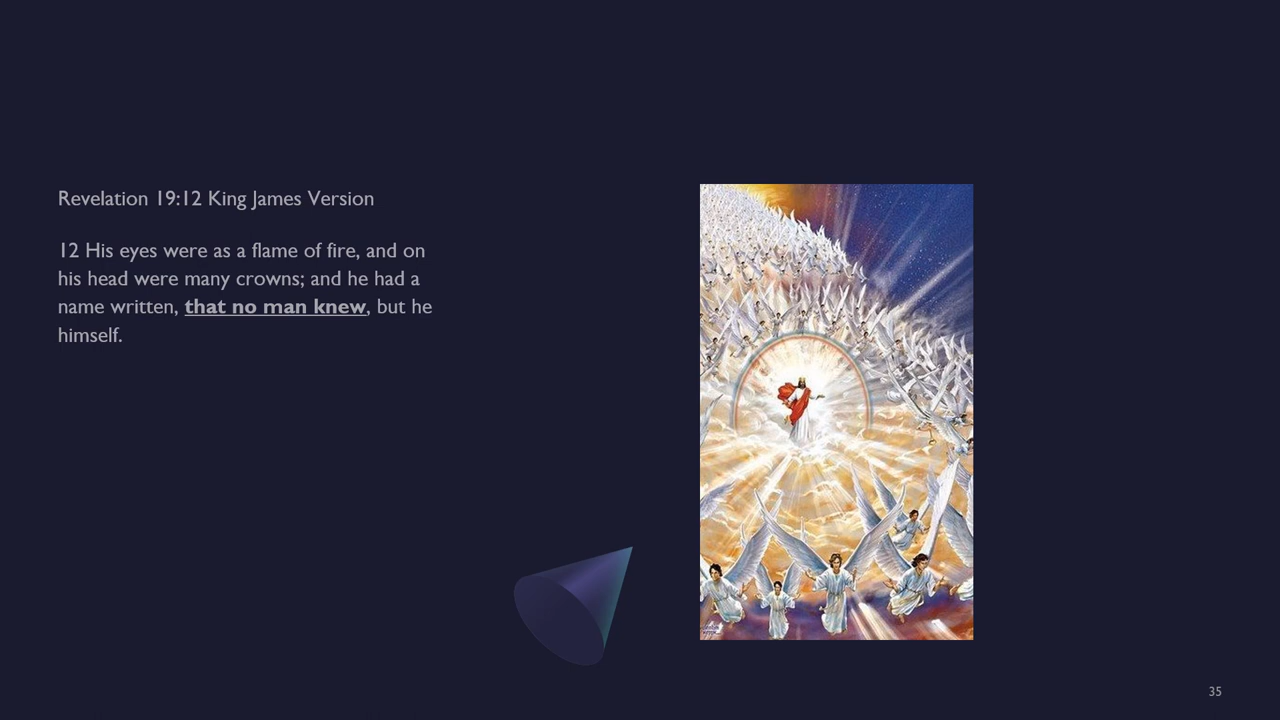 Revelation 19:12 King James Version
12 His eyes were as a flame of fire, and on
his head were many crowns; and he had a
name written, that no man knew, but he
himself.
35